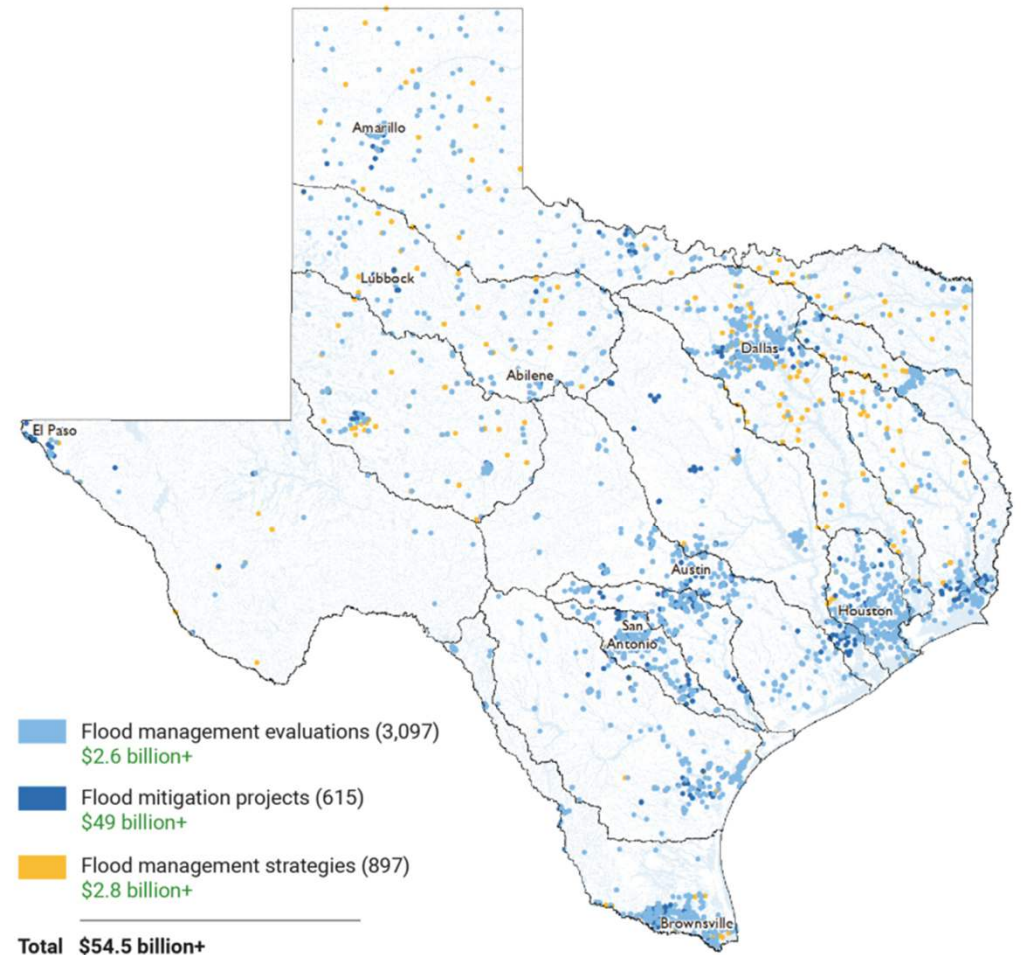 Amarillo
Lubbock
Dallas
Abilene
El Paso
Austin
Houston
San
Antonio
Flood management evaluations (3,097)
$2.6 billion+
Flood mitigation projects (615)
$49 billion+
Flood management strategies (897)
$2.8 billion+
Brownsville
Total $54.5 billion+